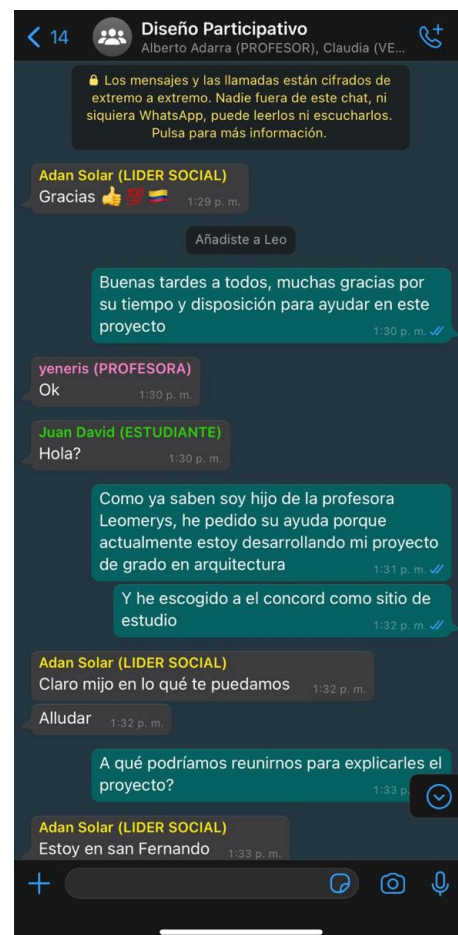 14
Diseño Participativo
Alberto Adarra (PROFESOR), Claudia (VE...
Los mensajes y las llamadas están cifrados de
extremo a extremo. Nadie fuera de este chat, ni
siquiera WhatsApp, puede leerlos ni escucharlos.
Pulsa para más información.
Adan Solar (LIDER SOCIAL)
Gracias 👍💯🇨🇴
1:29 p. m.
Añadiste a Leo
Buenas tardes a todos, muchas gracias por
su tiempo y disposición para ayudar en este
proyecto
1:30 p. m.
yeneris (PROFESORA)
Ok
1:30 p. m.
Juan David (ESTUDIANTE)
Hola?
1:30 p. m.
Como ya saben soy hijo de la profesora
Leomerys, he pedido su ayuda porque
actualmente estoy desarrollando mi proyecto
de grado en arquitectura
1:31 p. m.
Y he escogido a el concord como sitio de
estudio
1:32 p. m.
Adan Solar (LIDER SOCIAL)
Claro mijo en lo qué te puedamos
1:32 p. m.
Alludar
1:32 p. m.
A qué podríamos reunirnos para explicarles el
proyecto?
1:33 p.
Adan Solar (LIDER SOCIAL)
Estoy en san Fernando
1:33 p. m.